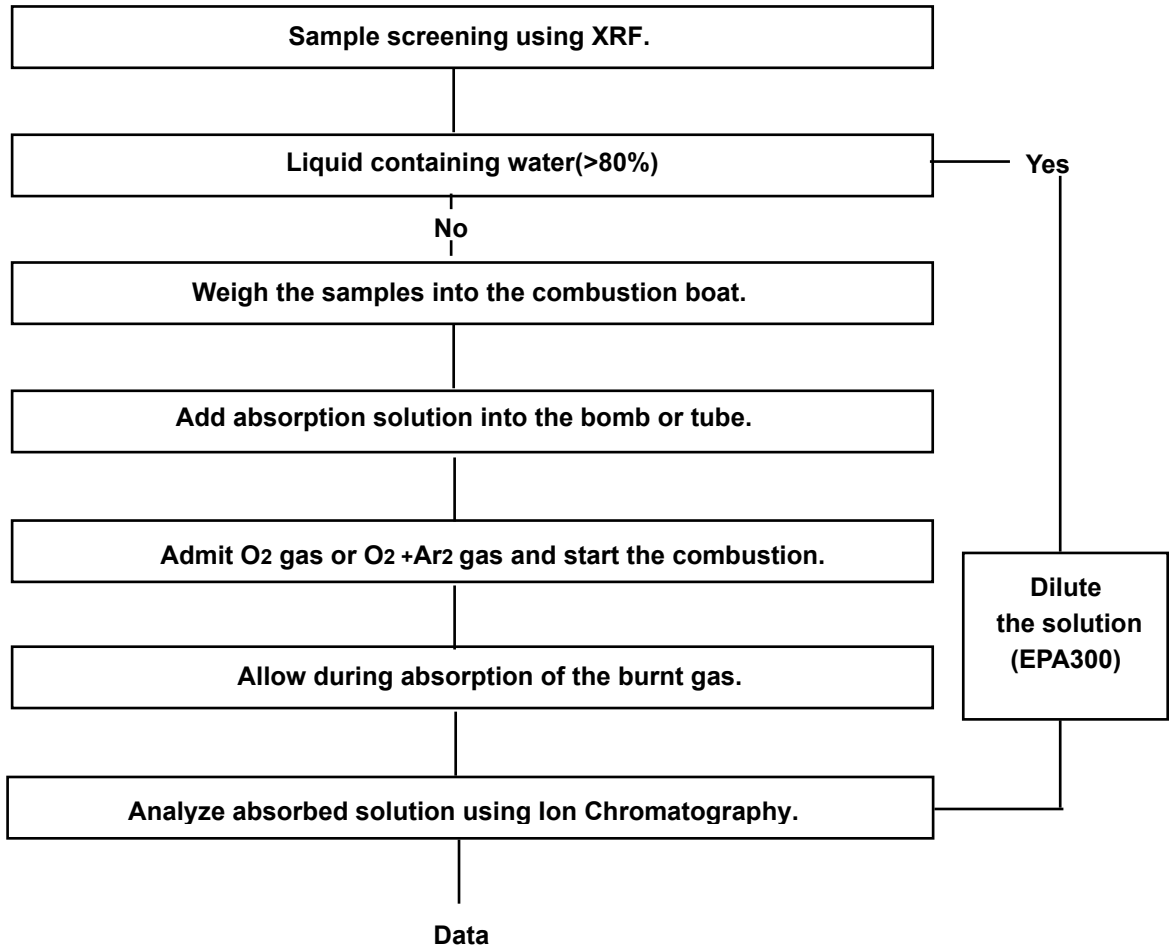 Sample screening using XRF.
Liquid containing water(>80%)
Yes
No
Weigh the samples into the combustion boat.
Add absorption solution into the bomb or tube.
Admit O2 gas or O2 +Ar2 gas and start the combustion.
Dilute
the solution
(EPA300)
Allow during absorption of the burnt gas.
Analyze absorbed solution using Ion Chromatography.
Data